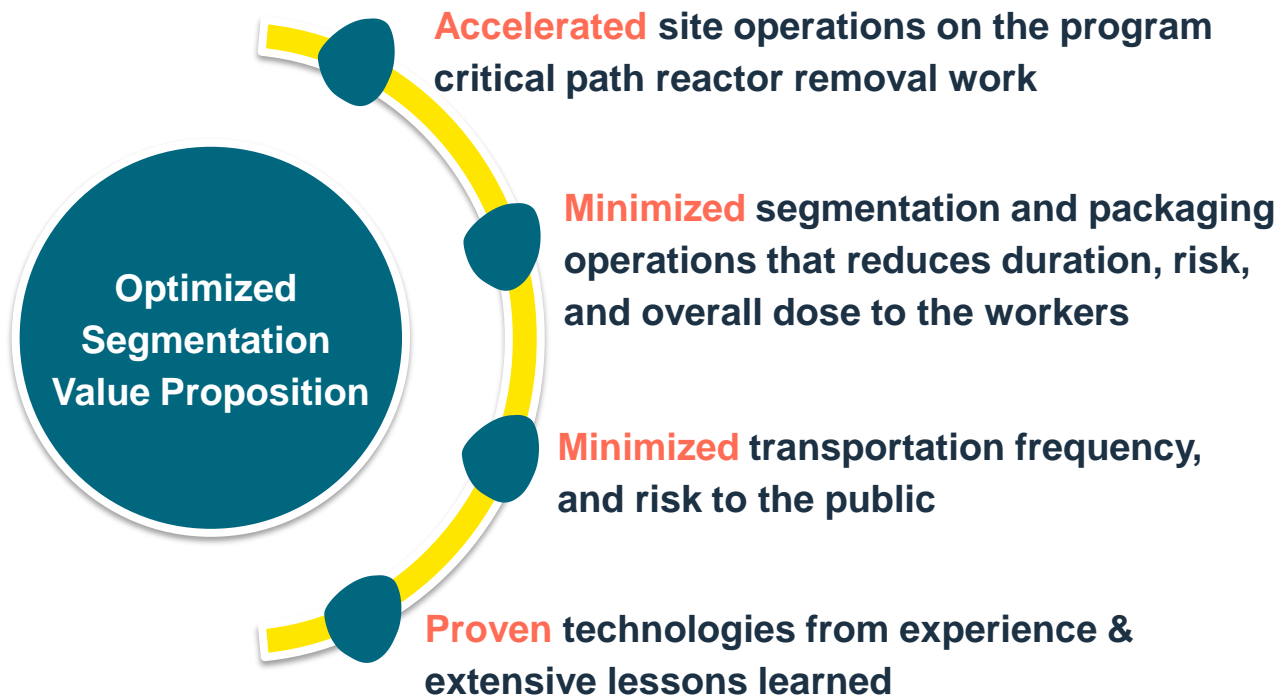 Optimized
Segmentation
Value Proposition
Accelerated site operations on the program
critical path reactor removal work
Minimized segmentation and packaging
operations that reduces duration, risk,
and overall dose to the workers
Minimized transportation frequency,
and risk to the public
Proven technologies from experience &
extensive lessons learned